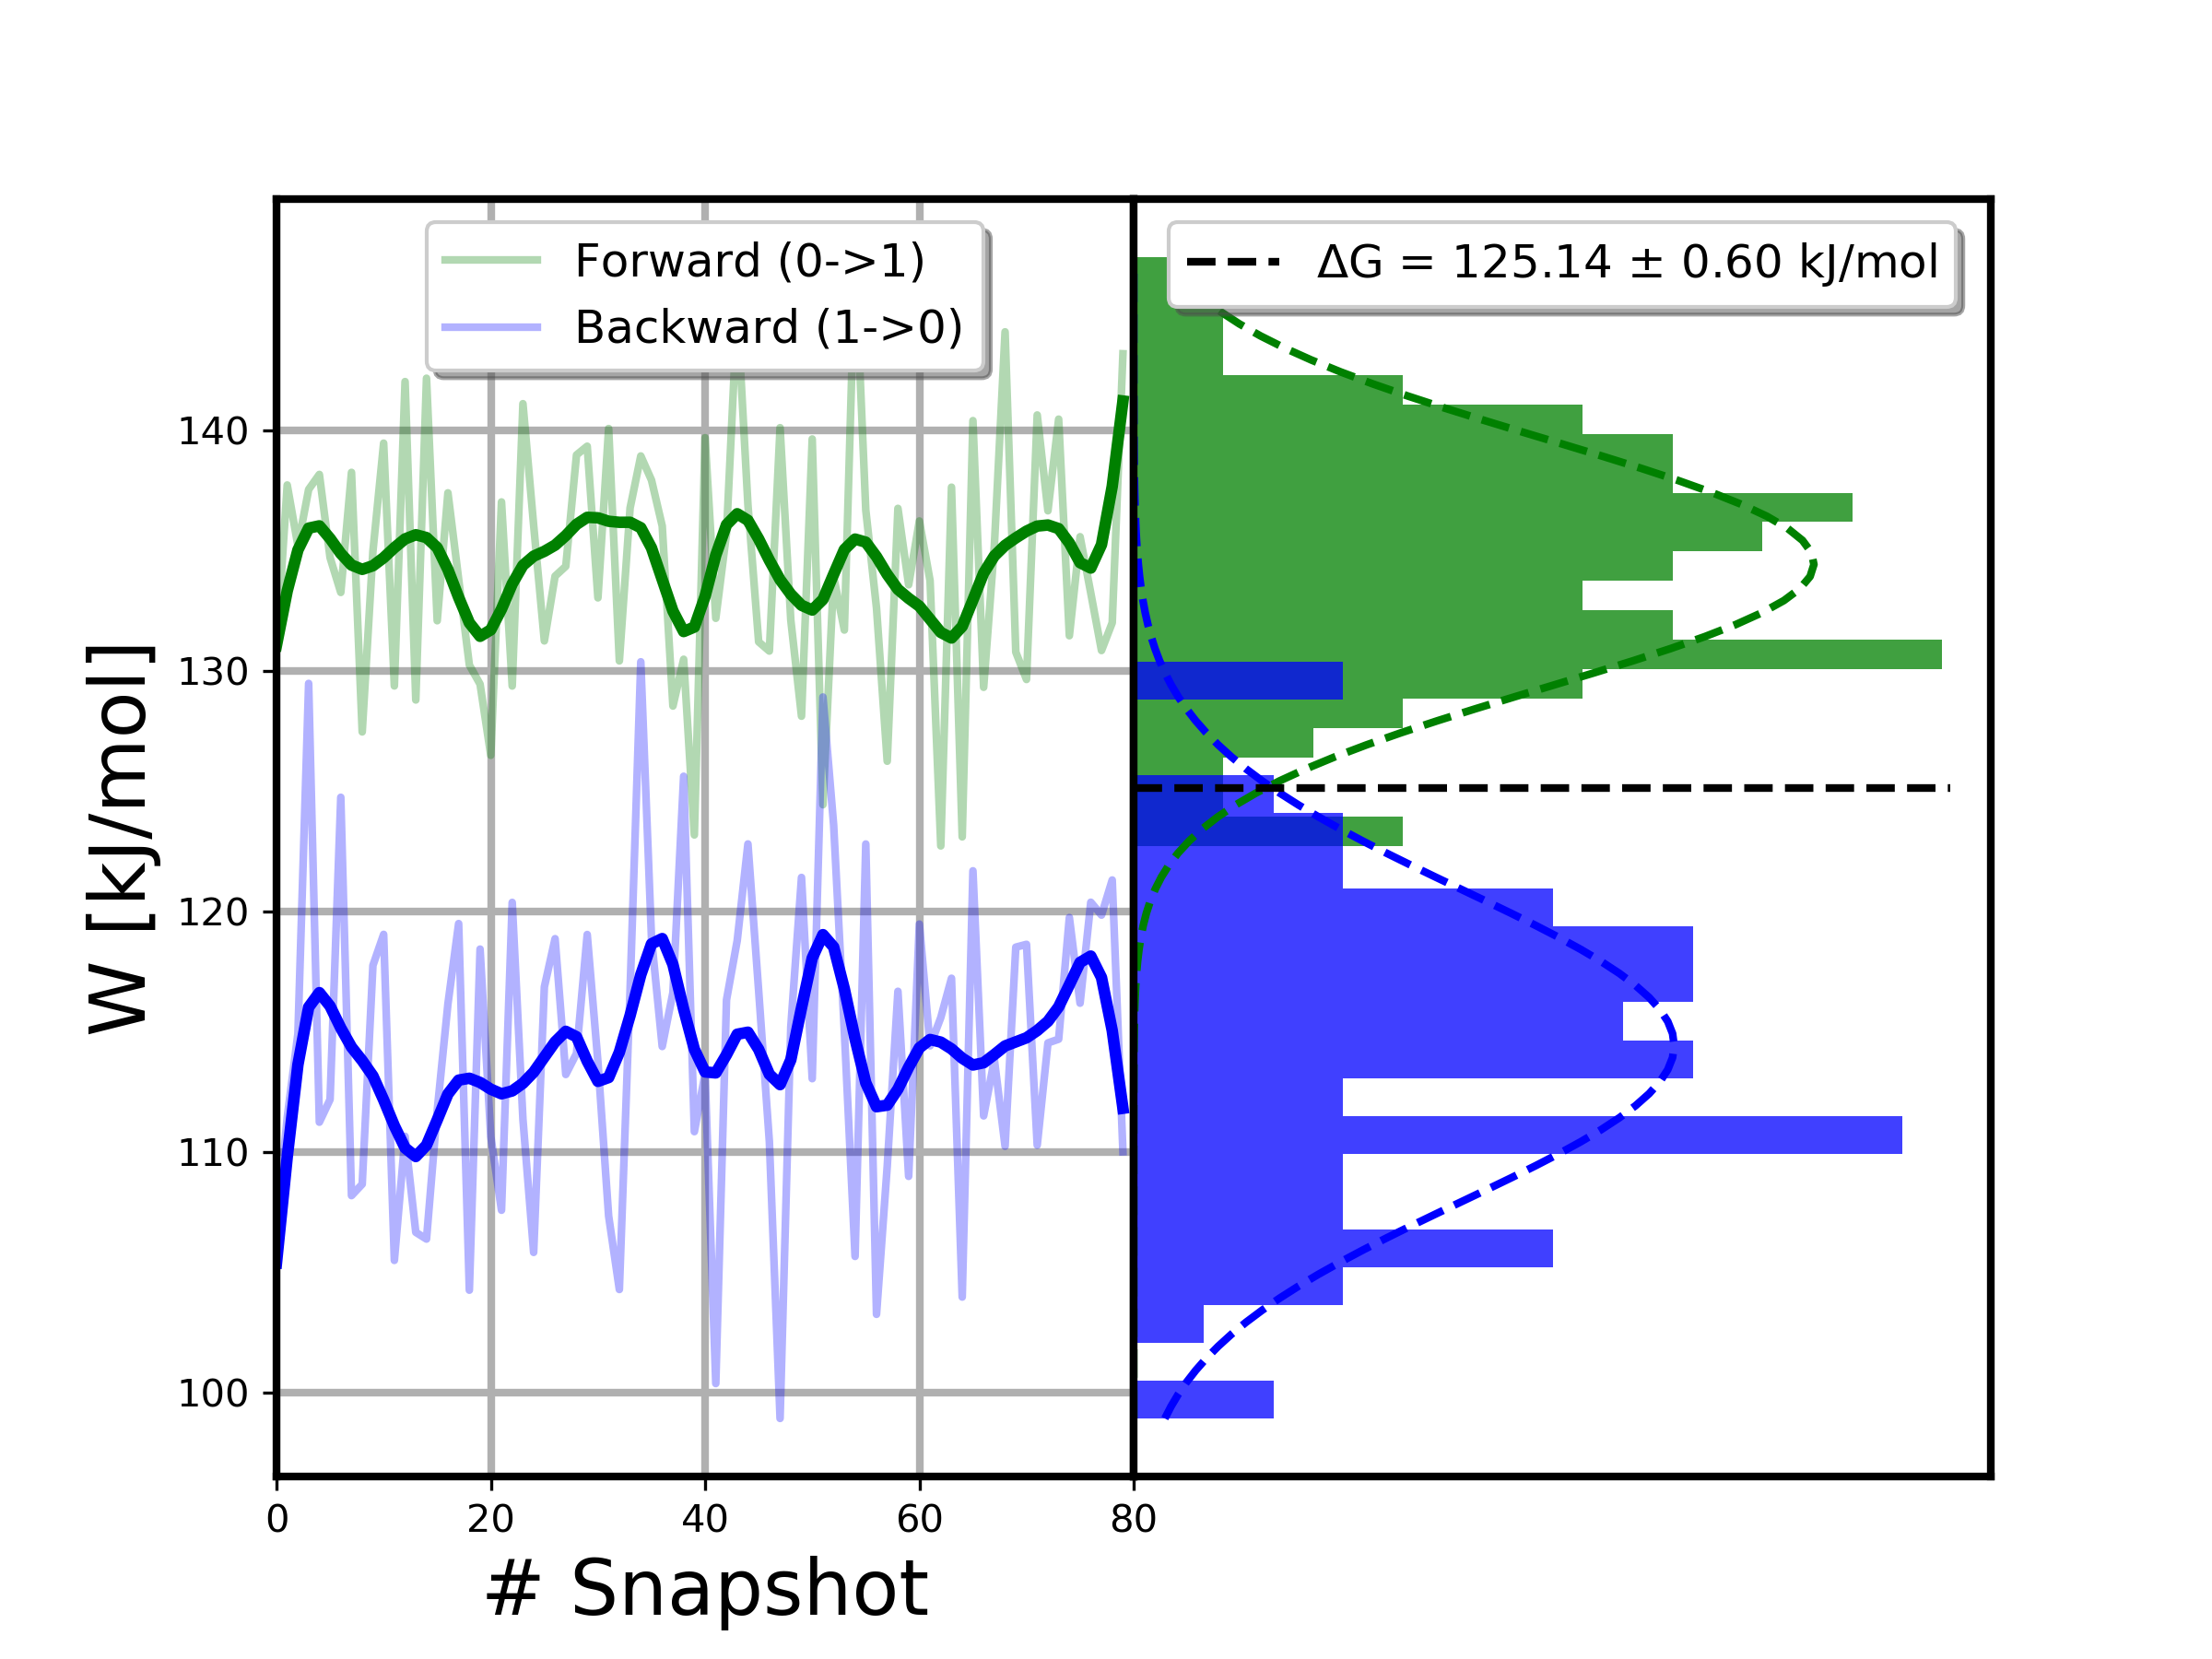 Forward (0->1)
Backward (1->0)
ΔG = 125.14 ± 0.60 kJ/mol
W [kJ/mol]
140
130
120
110
100
0 20 40 60 80
# Snapshot